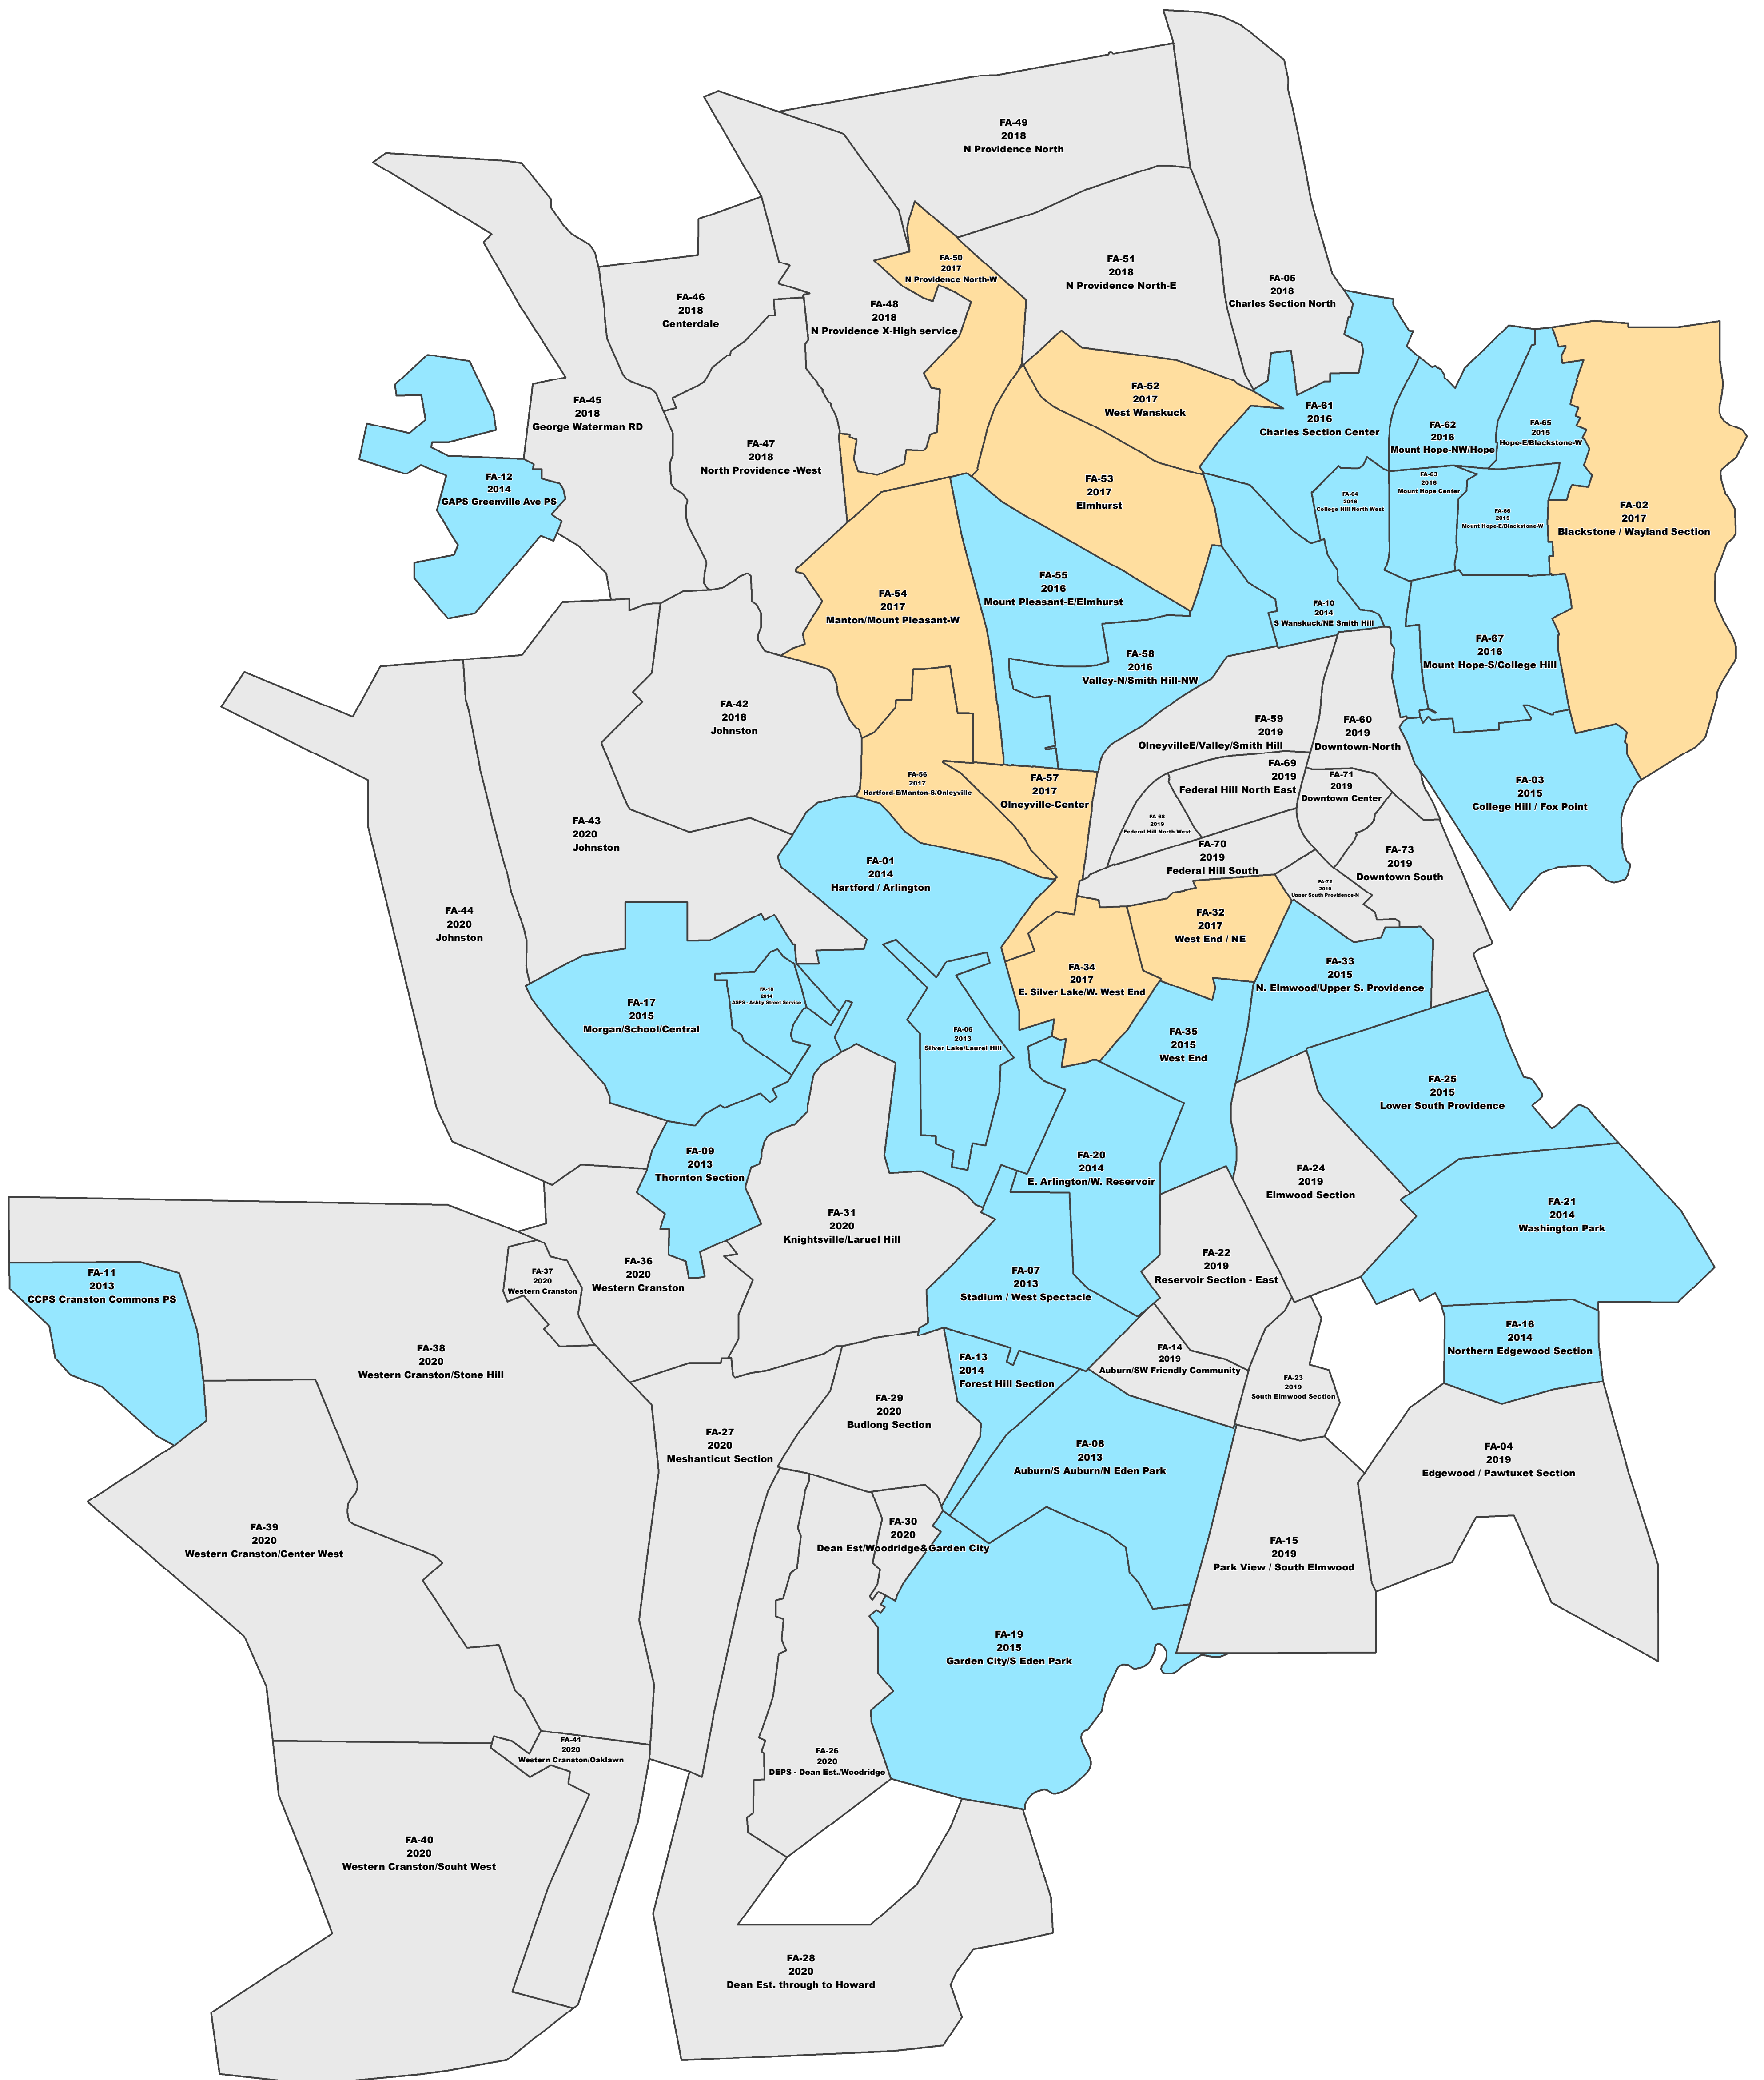 FA-49
2018
N Providence North
FA-50
2017
N Providence North-W
FA-51
2018
N Providence North-E
FA-05
2018
Charles Section North
FA-46
2018
Centerdale
FA-48
2018
N Providence X-High service
FA-45
2018
George Waterman RD
FA-52
2017
West Wanskuck
FA-61
2016
Charles Section Center
FA-62
2016
Mount Hope-NW/Hope
FA-65
2015
Hope-E/Blackstone-W
FA-47
2018
North Providence -West
FA-12
2014
GAPS Greenville Ave PS
FA-53
2017
Elmhurst
FA-63
2016
Mount Hope Center
FA-64
2016
College Hill North West
FA-66
2015
Mount Hope-E/Blackstone-W
FA-02
2017
Blackstone / Wayland Section
FA-55
2016
Mount Pleasant-E/Elmhurst
FA-54
2017
Manton/Mount Pleasant-W
FA-10
2014
S Wanskuck/NE Smith Hill
FA-67
2016
Mount Hope-S/College Hill
FA-58
2016
Valley-N/Smith Hill-NW
FA-42
2018
Johnston
FA-59
2019
OlneyvilleE/Valley/Smith Hill
FA-60
2019
Downtown-North
FA-69
2019
Federal Hill North East
FA-71
2019
Downtown Center
FA-56
2017
Hartford-E/Manton-S/Onleyville
FA-57
2017
Olneyville-Center
FA-03
2015
College Hill / Fox Point
FA-43
2020
Johnston
FA-68
2019
Federal Hill North West
FA-70
2019
Federal Hill South
FA-73
2019
Downtown South
FA-01
2014
Hartford / Arlington
FA-72
2019
Upper South Providence-N
FA-44
2020
Johnston
FA-32
2017
West End / NE
FA-34
2017
E. Silver Lake/W. West End
FA-33
2015
N. Elmwood/Upper S. Providence
FA-17
2015
Morgan/School/Central
FA-18
2014
ASPS - Ashby Street Service
FA-06
2013
Silver Lake/Laurel Hill
FA-35
2015
West End
FA-25
2015
Lower South Providence
FA-09
2013
Thornton Section
FA-20
2014
E. Arlington/W. Reservoir
FA-24
2019
Elmwood Section
FA-21
2014
Washington Park
FA-31
2020
Knightsville/Laruel Hill
FA-22
2019
Reservoir Section - East
FA-36
2020
Western Cranston
FA-37
2020
Western Cranston
FA-11
2013
CCPS Cranston Commons PS
FA-07
2013
Stadium / West Spectacle
FA-16
2014
Northern Edgewood Section
FA-38
2020
Western Cranston/Stone Hill
FA-13
2014
Forest Hill Section
FA-14
2019
Auburn/SW Friendly Community
FA-23
2019
South Elmwood Section
FA-29
2020
Budlong Section
FA-27
2020
Meshanticut Section
FA-08
2013
Auburn/S Auburn/N Eden Park
FA-04
2019
Edgewood / Pawtuxet Section
FA-39
2020
Western Cranston/Center West
FA-30
2020
Dean Est/Woodridge&Garden City
FA-15
2019
Park View / South Elmwood
FA-19
2015
Garden City/S Eden Park
FA-41
2020
Western Cranston/Oaklawn
FA-26
2020
DEPS - Dean Est./Woodridge
FA-40
2020
Western Cranston/Souht West
FA-28
2020
Dean Est. through to Howard